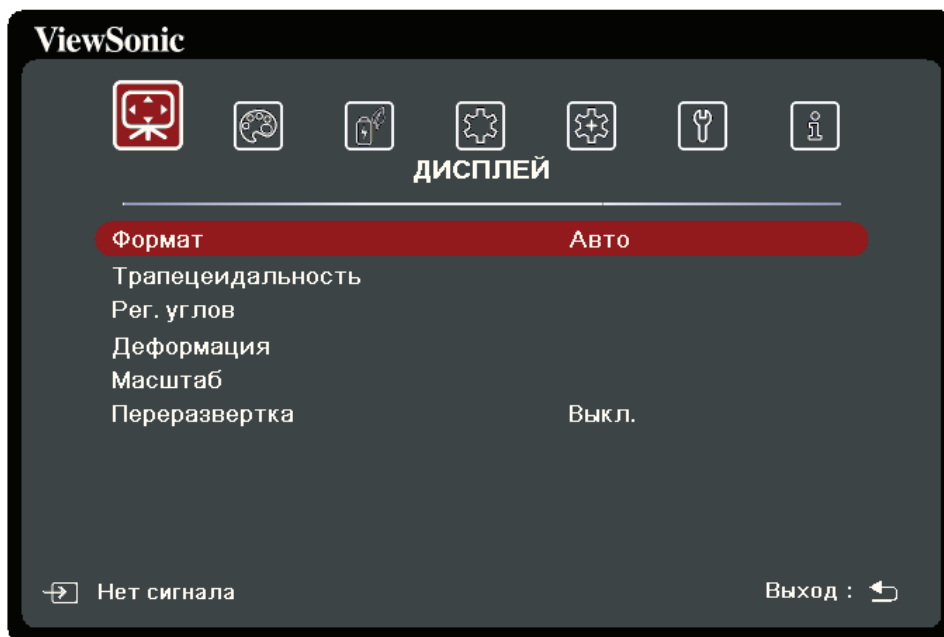 ViewSonic
ДИСПЛЕЙ
Формат Авто
Трапецеидальность
Рег. углов
Деформация
Масштаб
Переразвертка Выкл.
Нет сигнала Выход :